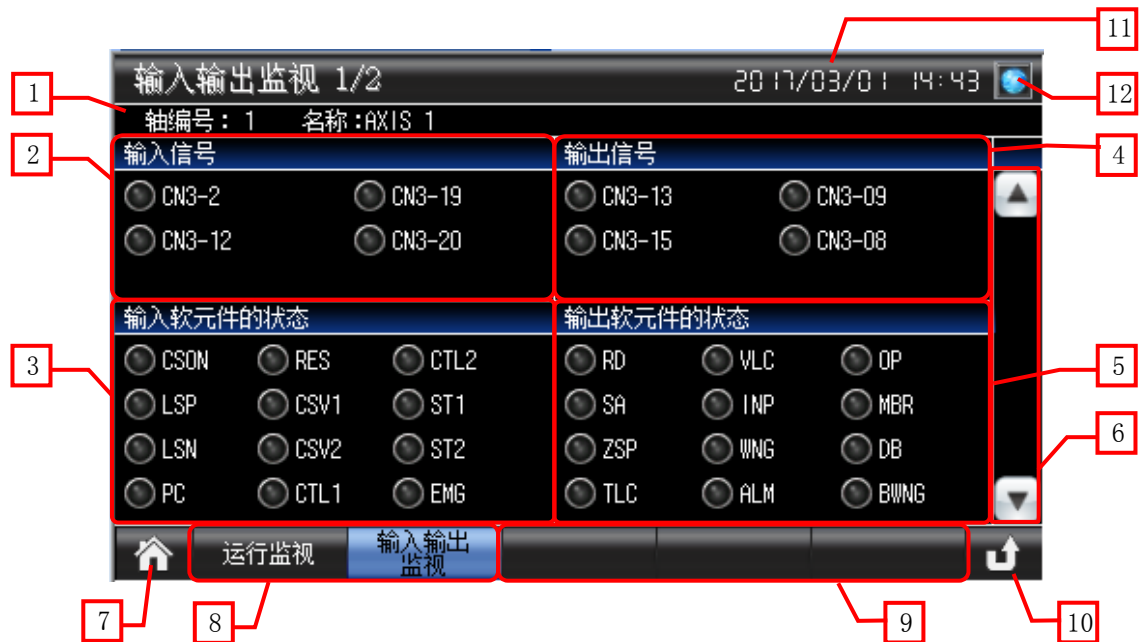 11
输入输出监视 1/2
2017/03/01 14:43
1
12
轴编号: 1 名称:AXIS 1
2
输入信号
输出信号
4
CN3-2 CN3-19
CN3-13 CN3-09
CN3-12 CN3-20
CN3-15 CN3-08
输入软元件的状态
输出软元件的状态
3
CSON RES CTL2
RD VLC OP
5
LSP CSV1 ST1
SA INP MBR
6
LSN CSV2 ST2
ZSP WNG DB
PC CTL1 EMG
TLC ALM BWNG
运行监视
输入输出
监视
7
8
9
10